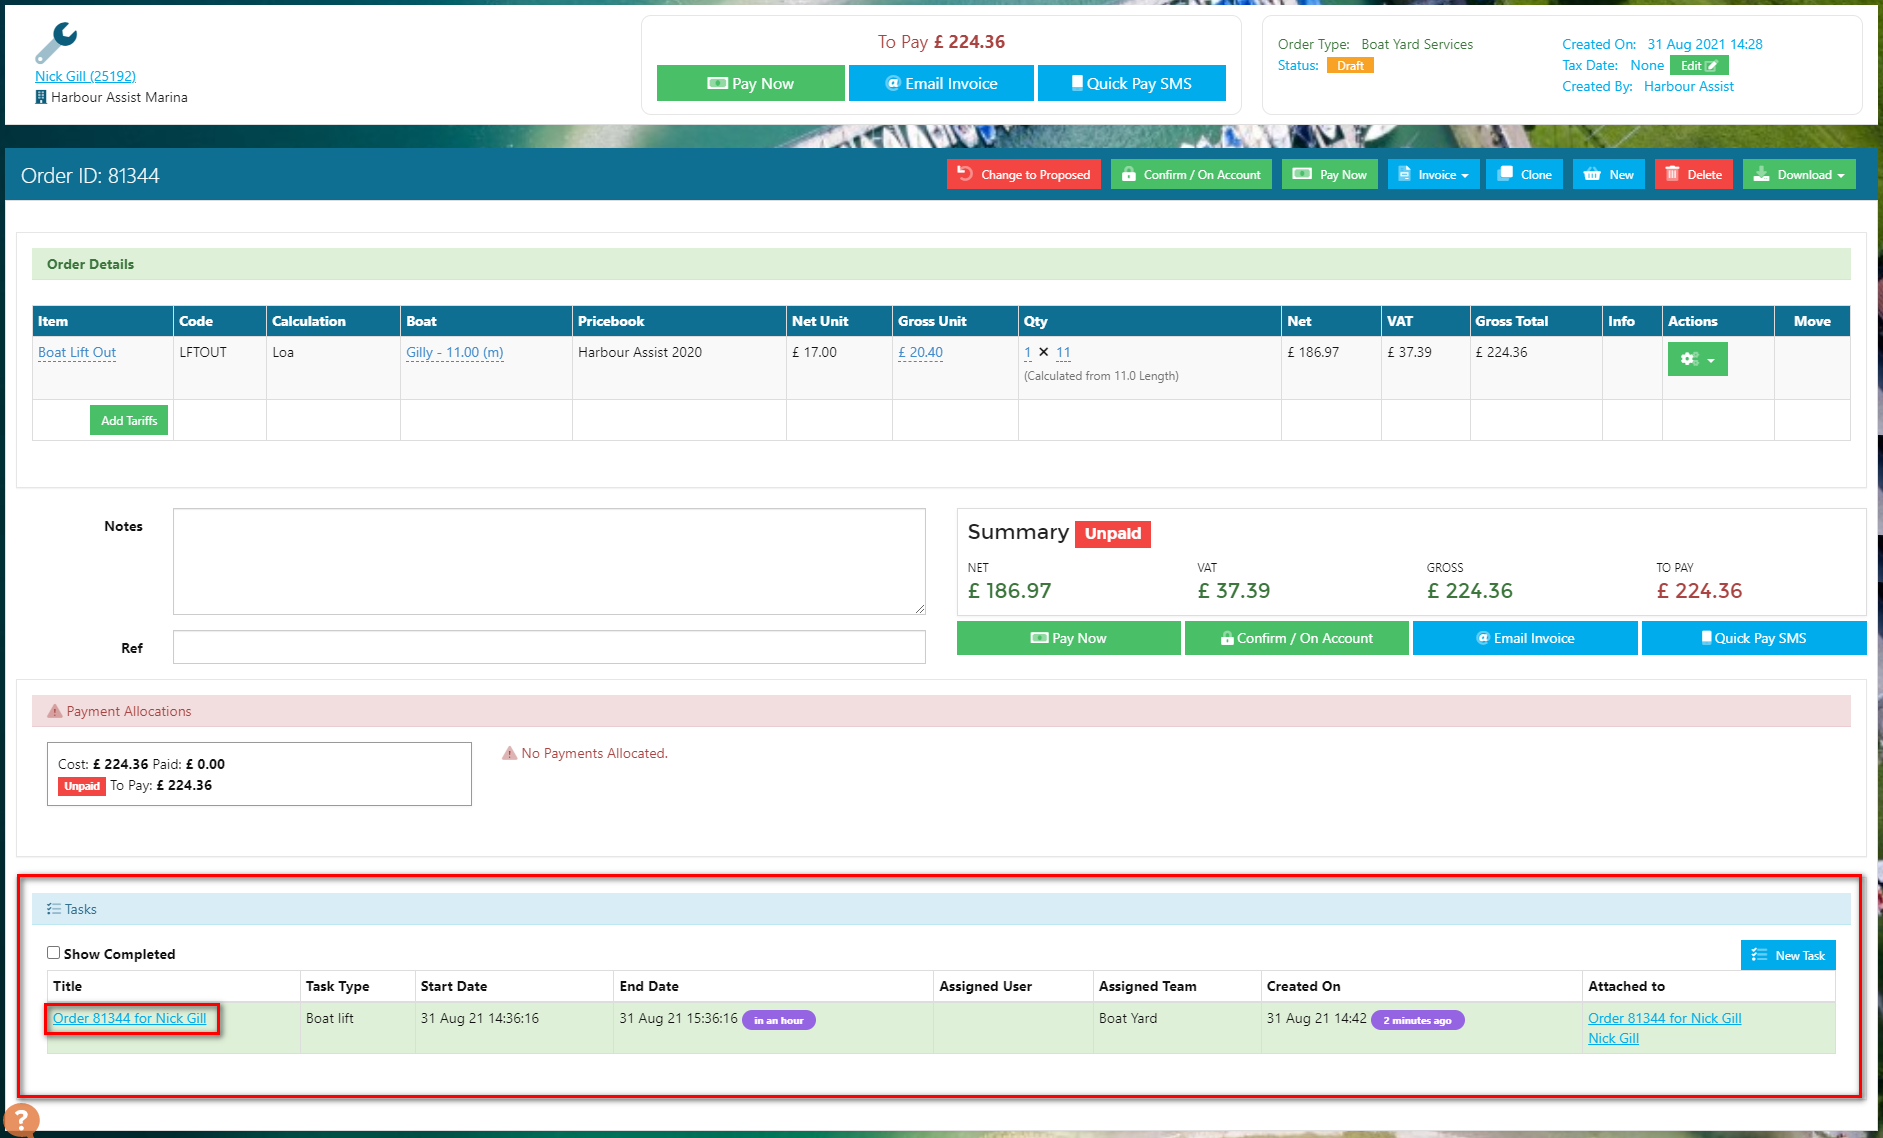 Nick Gill (25192)
Harbour Assist Marina
To Pay £ 224.36
Pay Now
@ Email Invoice
Quick Pay SMS
Order Type: Boat Yard Services
Status: Draft
Created On: 31 Aug 2021 14:28
Tax Date: None Edit
Created By: Harbour Assist
Order ID: 81344
Change to Proposed
Confirm / On Account
Pay Now
Invoice
Clone
New
Delete
Download
Order Details
Item Code Calculation Boat Pricebook Net Unit Gross Unit Qty Net VAT Gross Total Info Actions Move
Boat Lift Out LFTOUT Loa Gilly - 11.00 (m) Harbour Assist 2020 £ 17.00 £ 20.40 1 × 11 £ 186.97 £ 37.39 £ 224.36
(Calculated from 11.0 Length)
Add Tariffs
Notes
Ref
Summary Unpaid
NET VAT GROSS TO PAY
£ 186.97 £ 37.39 £ 224.36 £ 224.36
Pay Now
Confirm / On Account
@ Email Invoice
Quick Pay SMS
Payment Allocations
Cost: £ 224.36 Paid: £ 0.00
Unpaid To Pay: £ 224.36
No Payments Allocated.
Tasks
Show Completed
New Task
Title Task Type Start Date End Date Assigned User Assigned Team Created On Attached to
Order 81344 for Nick Gill Boat lift 31 Aug 21 14:36:16 31 Aug 21 15:36:16 in an hour Boat Yard 31 Aug 21 14:42 2 minutes ago Order 81344 for Nick Gill
Nick Gill
?